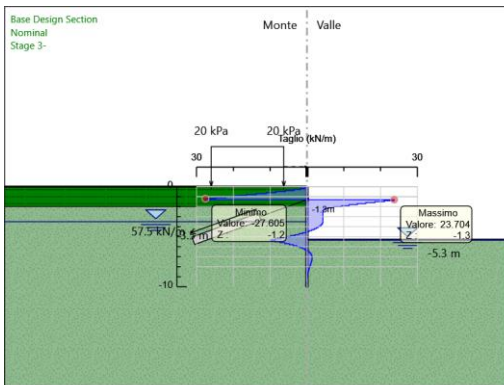 Base Design Section
Nominal
Stage 3-
Monte
Valle
20 kPa
20 kPa
Taglio (kN/m)
30
30
0
-1.2m
Minimo
Valore: -27.605
Z : -1.2
Massimo
Valore: 23.704
Z : -1.3
57.5 kN/
m
-5.3 m
-10